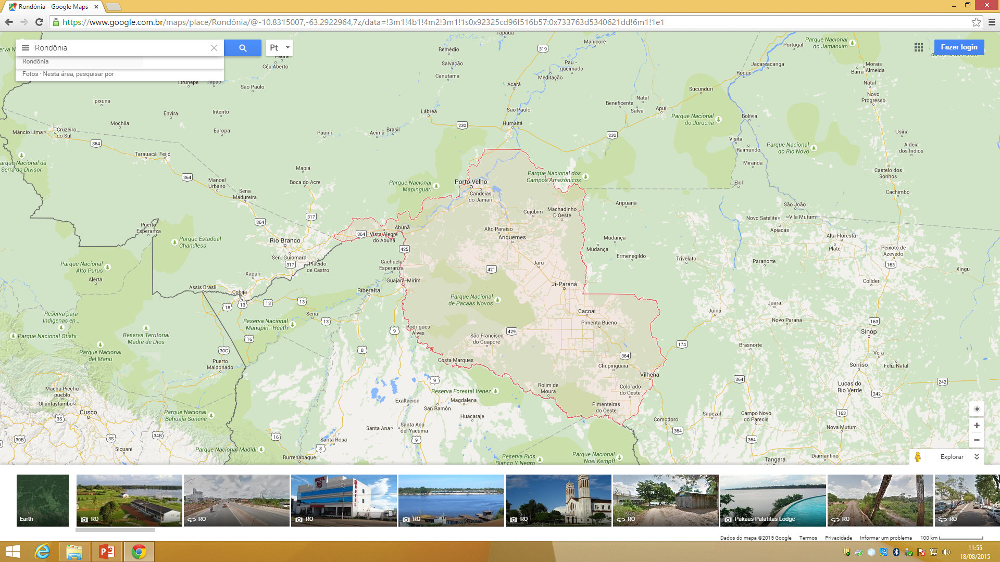 Rondônia - Google Maps
https://www.google.com.br/maps/place/Rondônia/@-10.8315007,-63.2922964,7z/data=!3m1!4b1!4m2!3m1!1s0x92325cd96f516b57:0x733763d5340621dd!6m1!1e1
Rondônia
Pt
Fazer login
Rondônia
Fotos · Nesta área, pesquisar por
Tapauá
Remédio
319
Manicoré
Parque Nacional
do Jamanxim
Portugal
Céu Aberto
Salvação
Pau -
queimado
Jacareacanga
Morais
Almeida
Barra
Canutama
Meditação
Roque
Eirunepé
Japão
São Paulo
Acará
Natal
Sucunduri
Novo
Progresso
Ipixuna
Beneficente
Natal
Salva
Apuí
Envira
Intento
Lábrea
Sao Paulo
Parque Nacional
do Juruena
Bolívia
Mochila
230
Humaitá
Mâncio Lima
Cruzeiro
do Sul
Europa
Pauini
Acimã
Brasil
230
Usina
364
Visita
Raimundo
Parque Nacional
do Rio Novo
Aldeia
dos Índios
Tarauacá
Feijó
Parque Nacional da
Serra do Divisor
Miranda
Mapiá
Parque Nacional dos
Campos Amazônicos
Castelo dos
Sonhos
364
Manoel
Urbano
Boca do Acre
Parque Nacional
Mapinguari
Porto Velho
Elol
Sena
Madureira
Candeias
do Jamari
Cachimbo
Aripuanã
São João
317
364
Cujubim
Machadinho
D'Oeste
Novo Satélite
Vila Mutum
Puerto
Esperanza
Abunã
Alto Paraíso
Apiacás
364
Vista Alegre
do Abunã
Ariquemes
Mudança
Alta Floresta
Plate
Parque Estadual
Chandless
Rio Branco
425
Mudança
Ermenegildo
Trivelato
Peixoto de
Azevedo
Sen. Guiomard
317
Plácido
de Castro
Cachuela
Esperanza
Jaru
Paranorte
163
Parque Nacional
Alto Purus
Alerta
Xapuri
421
Xingu
Guajará-Mirim
Ji-Paraná
Colíder
Assis Brasil
Cobija
Riberalta
18
13
13
13
Parque Nacional
de Pacaás Novos
Juara
Reserva para
Indigenas en...
Sena
Cacoal
Juína
Reserva Nacional
Manupiri- Heath
13
Pimenta Bueno
Novo Paraná
163
Parque Nacional Otishi
Reserva Territorial
Madre de Dios
16
9
Rodrigues
Alves
429
São Francisco
do Guaporé
174
Sinop
Brasnorte
Parque Nacional
del Manu
30C
8
364
Vera
Puerto
Maldonado
Costa Marques
Chupinguaia
Sorriso
Feliz Natal
9
Vilhena
364
242
Machu Picchu
pueblo
Reserva Forestal Itenez
Rolim de
Moura
Colorado
do Oeste
Lucas do
Rio Verde
242
Ollantaytambo
Exaltacion
Magdalena
Pimenteiras
do Oeste
Cusco
Parque Nacional
Bahuaja Sonene
San Ramón
Huacaraje
Comodoro
Sapezal
Campo Novo
do Parecis
163
3S
Santa Ana
Santa Ana
del Yacuma
364
Nova Mutum
30B
3S
34B
16
Santa Rosa
9
364
Sicuani
Parque Nacional Madidi
8
Rurrenabaque
Reserva Rios
Blanco Y Negro
Parque Nacional
Noel Kempff
Tangará
Diamantino
Explorar
Earth
RO
RO
HOTEL
HOTEL
RO
RO
RO
RO
Pakaas Palafitas Lodge
RO
RO
Dados do mapa ©2015 Google
Termos
Privacidade
Informar um problema
100 km
11:55
18/08/2015